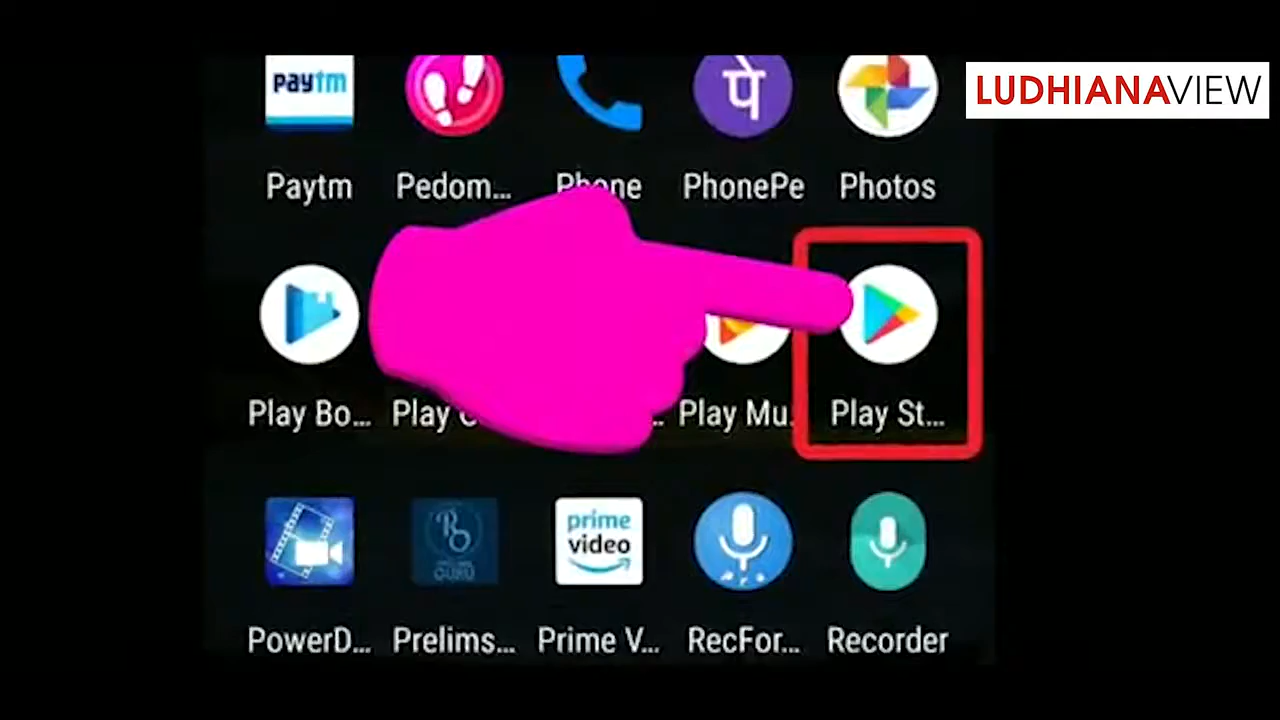 LUDHIANAVIEW
paytm
पे
Paytm
Pedom...
Phone
PhonePe
Photos
Play Bo...
Play
Play Mu.
Play St...
prime
video
GURU
PowerD...
Prelims...
Prime V...
RecFor...
Recorder